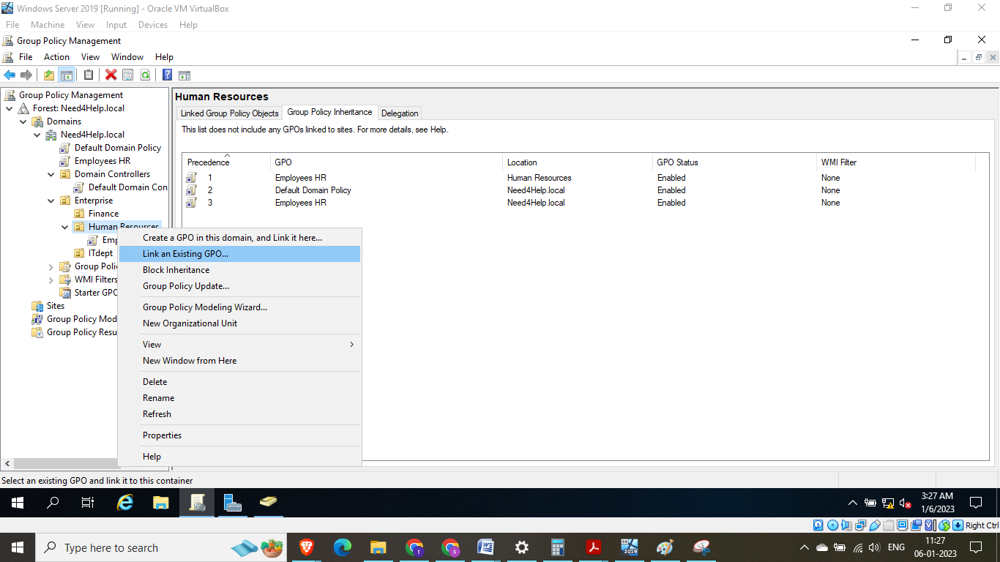 Windows Server 2019 [Running] - Oracle VM VirtualBox
File Machine View Input Devices Help
Group Policy Management
File Action View Window Help
Group Policy Management
Forest: Need4Help.local
Domains
Need4Help.local
Default Domain Policy
Employees HR
Domain Controllers
Default Domain Con
Enterprise
Finance
Human Resources
Emp
ITdept
Group Poli
WMI Filters
Starter GPO
Sites
Group Policy Mod
Group Policy Resu
Human Resources
Linked Group Policy Objects Group Policy Inheritance Delegation
This list does not include any GPOs linked to sites. For more details, see Help.
Precedence GPO Location GPO Status WMI Filter
1 Employees HR Human Resources Enabled None
2 Default Domain Policy Need4Help.local Enabled None
3 Employees HR Need4Help.local Enabled None
Create a GPO in this domain, and Link it here...
Link an Existing GPO...
Block Inheritance
Group Policy Update...
Group Policy Modeling Wizard...
New Organizational Unit
View
New Window from Here
Delete
Rename
Refresh
Properties
Help
Select an existing GPO and link it to this container
3:27 AM
1/6/2023
Right Ctrl
Type here to search
2019
ENG
11:27
06-01-2023